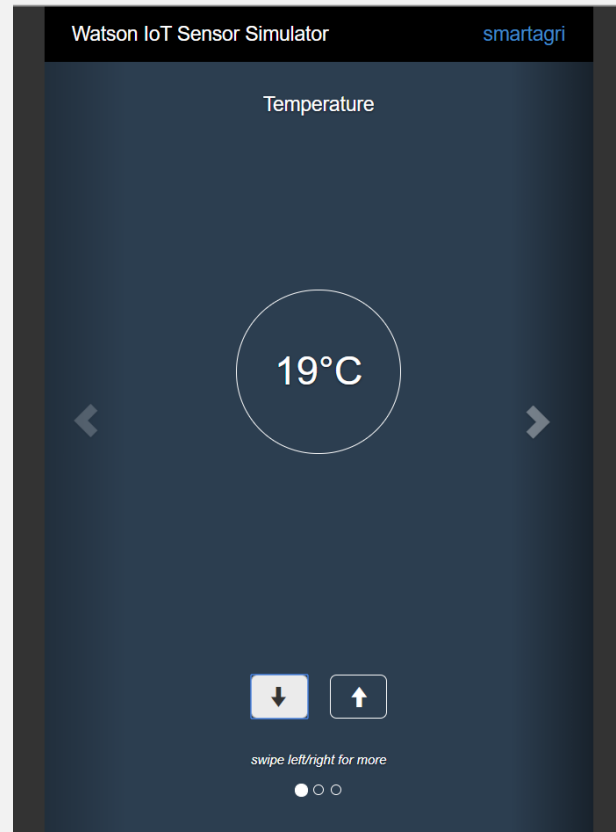 Watson IoT Sensor Simulator smartagri
Temperature
19°C
swipe left/right for more